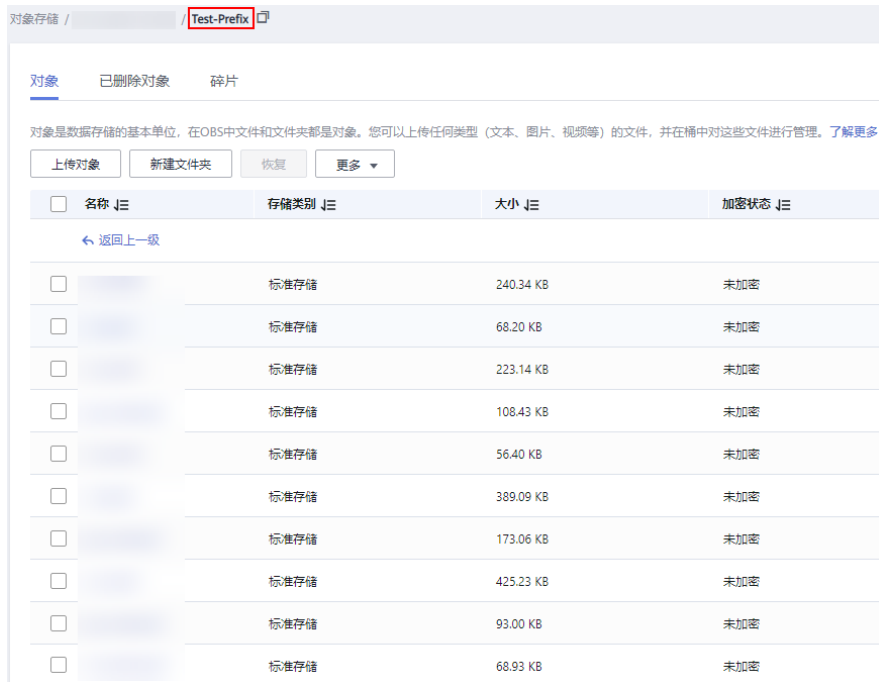 对象存储 / / Test-Prefix
对象 已删除对象 碎片
对象是数据存储的基本单位，在OBS中文件和文件夹都是对象。您可以上传任何类型（文本、图片、视频等）的文件，并在桶中对这些文件进行管理。了解更多
上传对象 新建文件夹 恢复 更多
名称 存储类别 大小 加密状态
返回上一级
标准存储 240.34 KB 未加密
标准存储 68.20 KB 未加密
标准存储 223.14 KB 未加密
标准存储 108.43 KB 未加密
标准存储 56.40 KB 未加密
标准存储 389.09 KB 未加密
标准存储 173.06 KB 未加密
标准存储 425.23 KB 未加密
标准存储 93.00 KB 未加密
标准存储 68.93 KB 未加密